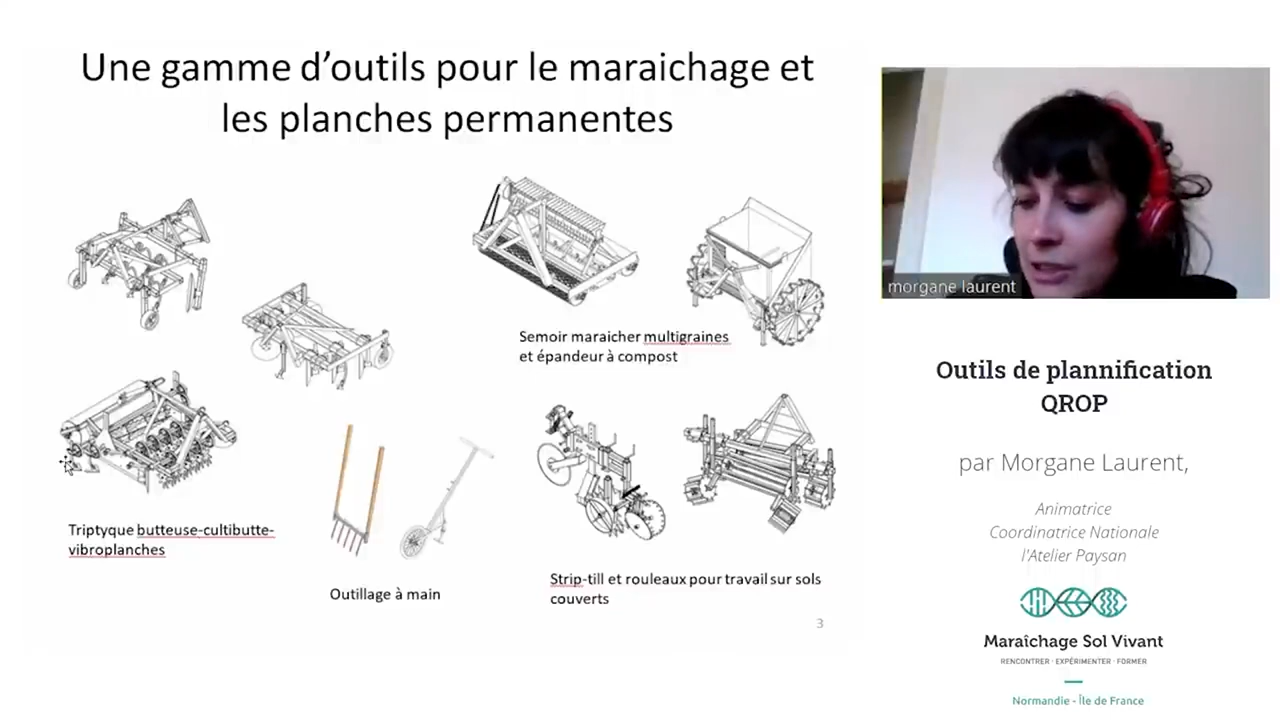 Une gamme d'outils pour le maraichage et
les planches permanentes
Semoir maraicher multigraines
et épandeur à compost
Triptyque butteuse-cultibutte-
vibroplanches
Outillage à main
Strip-till et rouleaux pour travail sur sols
couverts
3
morgane laurent
Outils de plannification
QROP
par Morgane Laurent,
Animatrice
Coordinatrice Nationale
l'Atelier Paysan
Maraîchage Sol Vivant
RENCONTRER · EXPÉRIMENTER · FORMER
Normandie - Île de France